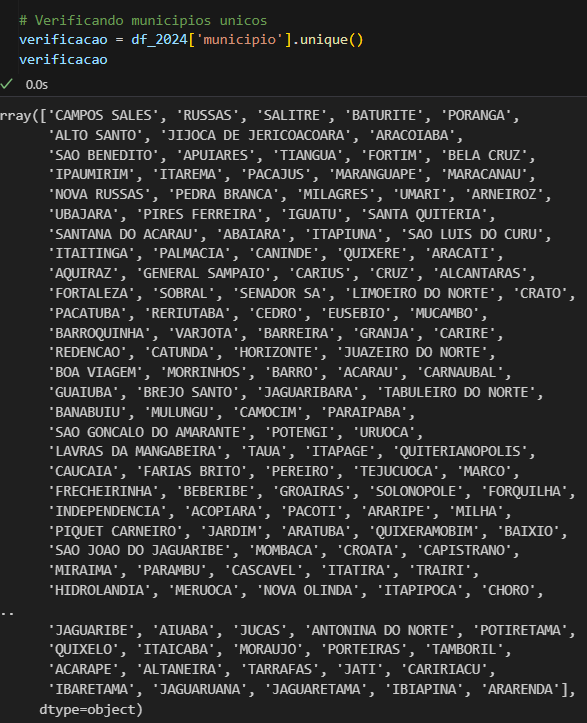 # Verificando municipios unicos
verificacao = df_2024['municipio'].unique()
verificacao
0.0s
rray(['CAMPOS SALES', 'RUSSAS', 'SALITRE', 'BATURITE', 'PORANGA',
'ALTO SANTO', 'JIJOCA DE JERICOACOARA', 'ARACOIABA',
'SAO BENEDITO', 'APUIARES', 'TIANGUA', 'FORTIM', 'BELA CRUZ',
'IPAUMIRIM', 'ITAREMA', 'PACAJUS', 'MARANGUAPE', 'MARACANAU',
'NOVA RUSSAS', 'PEDRA BRANCA', 'MILAGRES', 'UMARI', 'ARNEIROZ',
'UBAJARA', 'PIRES FERREIRA', 'IGUATU', 'SANTA QUITERIA',
'SANTANA DO ACARAU', 'ABAIARA', 'ITAPIUNA', 'SAO LUIS DO CURU',
'ITAITINGA', 'PALMACIA', 'CANINDE', 'QUIXERE', 'ARACATI',
'AQUIRAZ', 'GENERAL SAMPAIO', 'CARIUS', 'CRUZ', 'ALCANTARAS',
'FORTALEZA', 'SOBRAL', 'SENADOR SA', 'LIMOEIRO DO NORTE', 'CRATO',
'PACATUBA', 'RERIUTABA', 'CEDRO', 'EUSEBIO', 'MUCAMBO',
'BARROQUINHA', 'VARJOTA', 'BARREIRA', 'GRANJA', 'CARIRE',
'REDENCAO', 'CATUNDA', 'HORIZONTE', 'JUAZEIRO DO NORTE',
'BOA VIAGEM', 'MORRINHOS', 'BARRO', 'ACARAU', 'CARNAUBAL',
'GUAIUBA', 'BREJO SANTO', 'JAGUARIBARA', 'TABULEIRO DO NORTE',
'BANABUIU', 'MULUNGU', 'CAMOCIM', 'PARAIPABA',
'SAO GONCALO DO AMARANTE', 'POTENGI', 'URUOCA',
'LAVRAS DA MANGABEIRA', 'TAUA', 'ITAPAGE', 'QUITERIANOPOLIS',
'CAUCAIA', 'FARIAS BRITO', 'PEREIRO', 'TEJUCUOCA', 'MARCO',
'FRECHEIRINHA', 'BEBERIBE', 'GROAIRAS', 'SOLONOPOLE', 'FORQUILHA',
'INDEPENDENCIA', 'ACOPIARA', 'PACOTI', 'ARARIPE', 'MILHA',
'PIQUET CARNEIRO', 'JARDIM', 'ARATUBA', 'QUIXERAMOBIM', 'BAIXIO',
'SAO JOAO DO JAGUARIBE', 'MOMBACA', 'CROATA', 'CAPISTRANO',
'MIRAIMA', 'PARAMBU', 'CASCAVEL', 'ITATIRA', 'TRAIRI',
'HIDROLANDIA', 'MERUOCA', 'NOVA OLINDA', 'ITAPIPOCA', 'CHORO',
..
'JAGUARIBE', 'AIUABA', 'JUCAS', 'ANTONINA DO NORTE', 'POTIRETAMA',
'QUIXELO', 'ITAICABA', 'MORAUJO', 'PORTEIRAS', 'TAMBORIL',
'ACARAPE', 'ALTANEIRA', 'TARRAFAS', 'JATI', 'CARIRIACU',
'IBARETAMA', 'JAGUARUANA', 'JAGUARETAMA', 'IBIAPINA', 'ARARENDA'],
dtype=object)